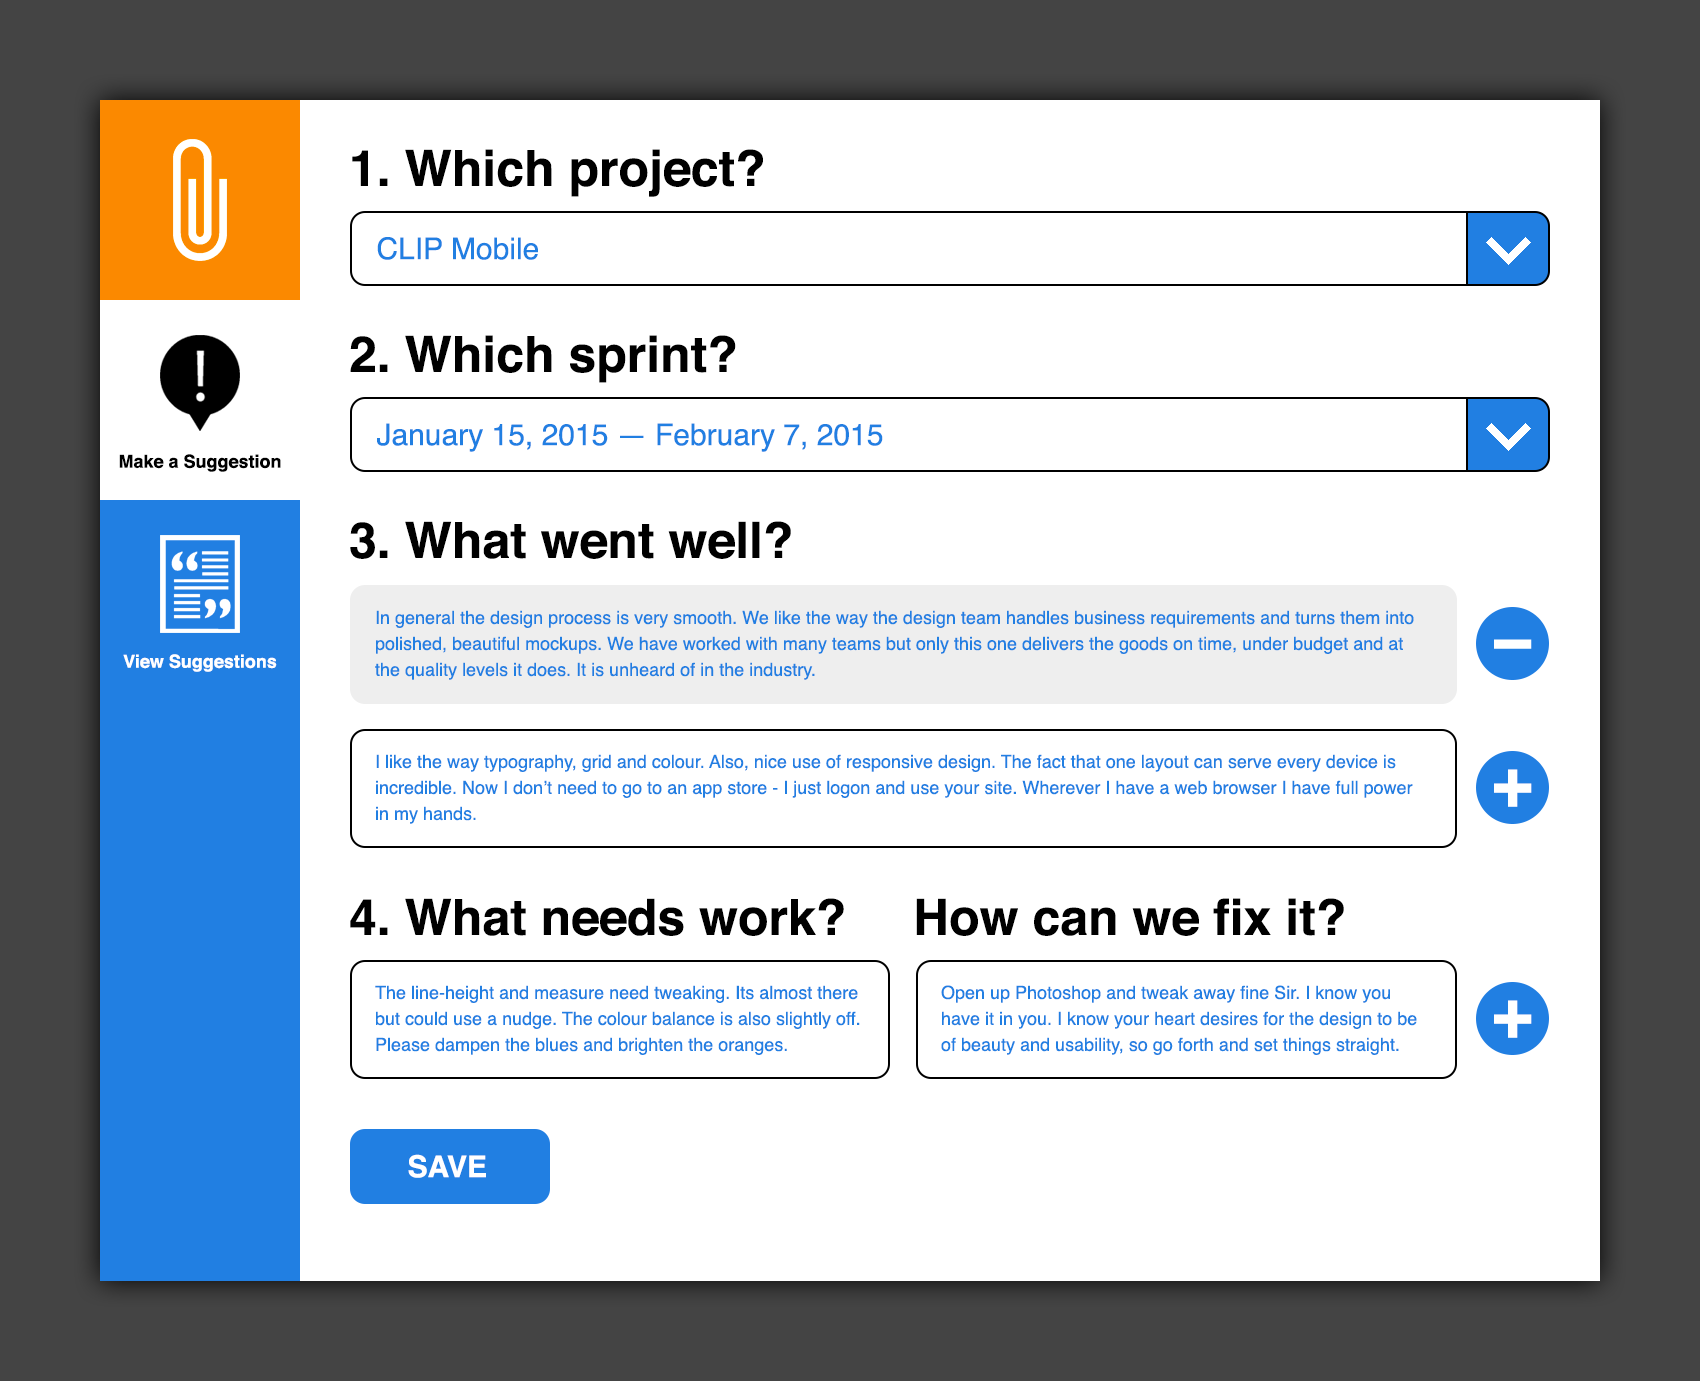 1. Which project?
CLIP Mobile
2. Which sprint?
January 15, 2015 — February 7, 2015
Make a Suggestion
3. What went well?
In general the design process is very smooth. We like the way the design team handles business requirements and turns them into
polished, beautiful mockups. We have worked with many teams but only this one delivers the goods on time, under budget and at
the quality levels it does. It is unheard of in the industry.
View Suggestions
I like the way typography, grid and colour. Also, nice use of responsive design. The fact that one layout can serve every device is
incredible. Now I don’t need to go to an app store - I just logon and use your site. Wherever I have a web browser I have full power
in my hands.
4. What needs work?
The line-height and measure need tweaking. Its almost there
but could use a nudge. The colour balance is also slightly off.
Please dampen the blues and brighten the oranges.
How can we fix it?
Open up Photoshop and tweak away fine Sir. I know you
have it in you. I know your heart desires for the design to be
of beauty and usability, so go forth and set things straight.
SAVE